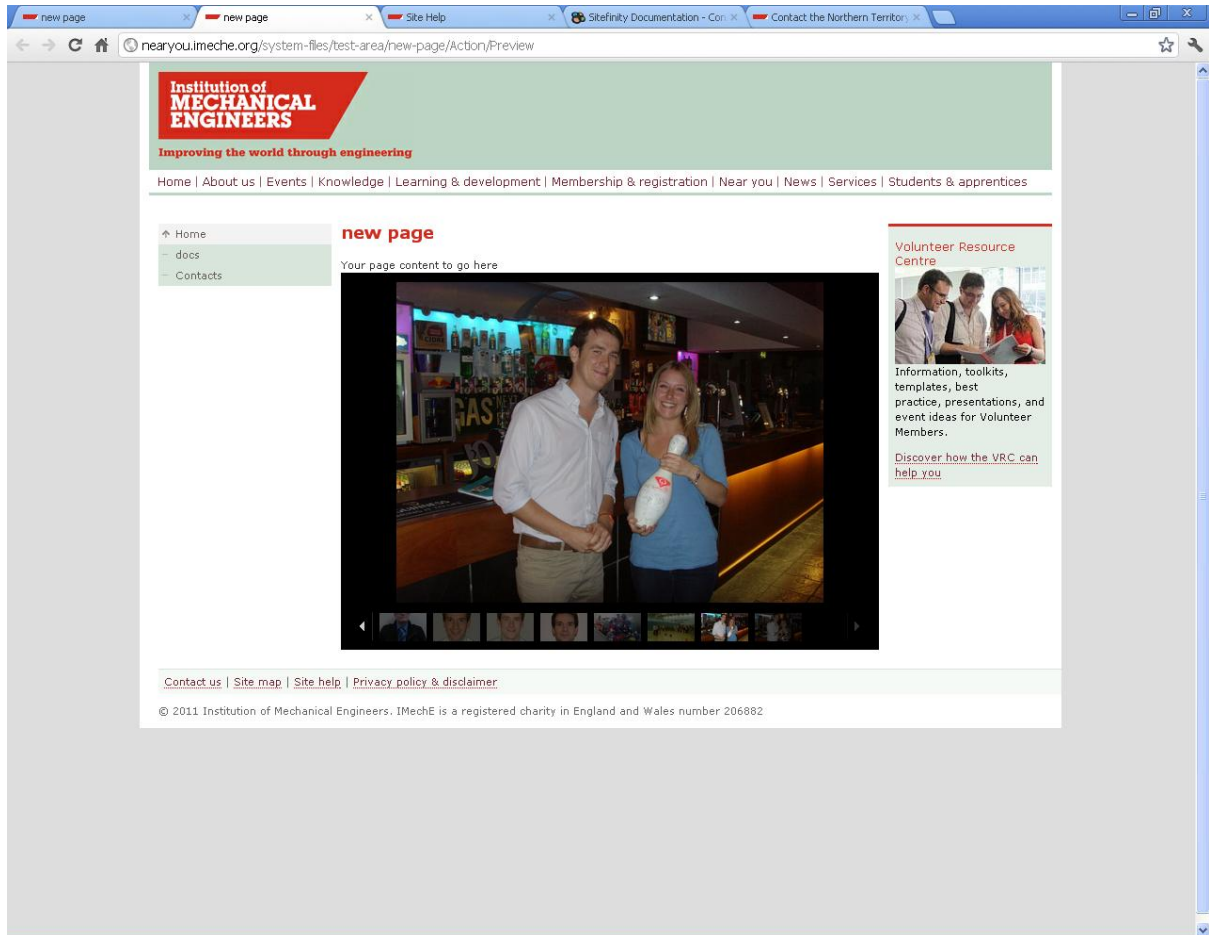 new page
new page
Site Help
Sitefinity Documentation - Con
Contact the Northern Territory
nearyou.imeche.org/system-files/test-area/new-page/Action/Preview
Institution of
MECHANICAL
ENGINEERS
Improving the world through engineering
Home | About us | Events | Knowledge | Learning & development | Membership & registration | Near you | News | Services | Students & apprentices
Home
docs
Contacts
new page
Your page content to go here
GAS
Volunteer Resource
Centre
Information, toolkits,
templates, best
practice, presentations, and
event ideas for Volunteer
Members.
Discover how the VRC can
help you
Contact us | Site map | Site help | Privacy policy & disclaimer
© 2011 Institution of Mechanical Engineers. IMechE is a registered charity in England and Wales number 206882